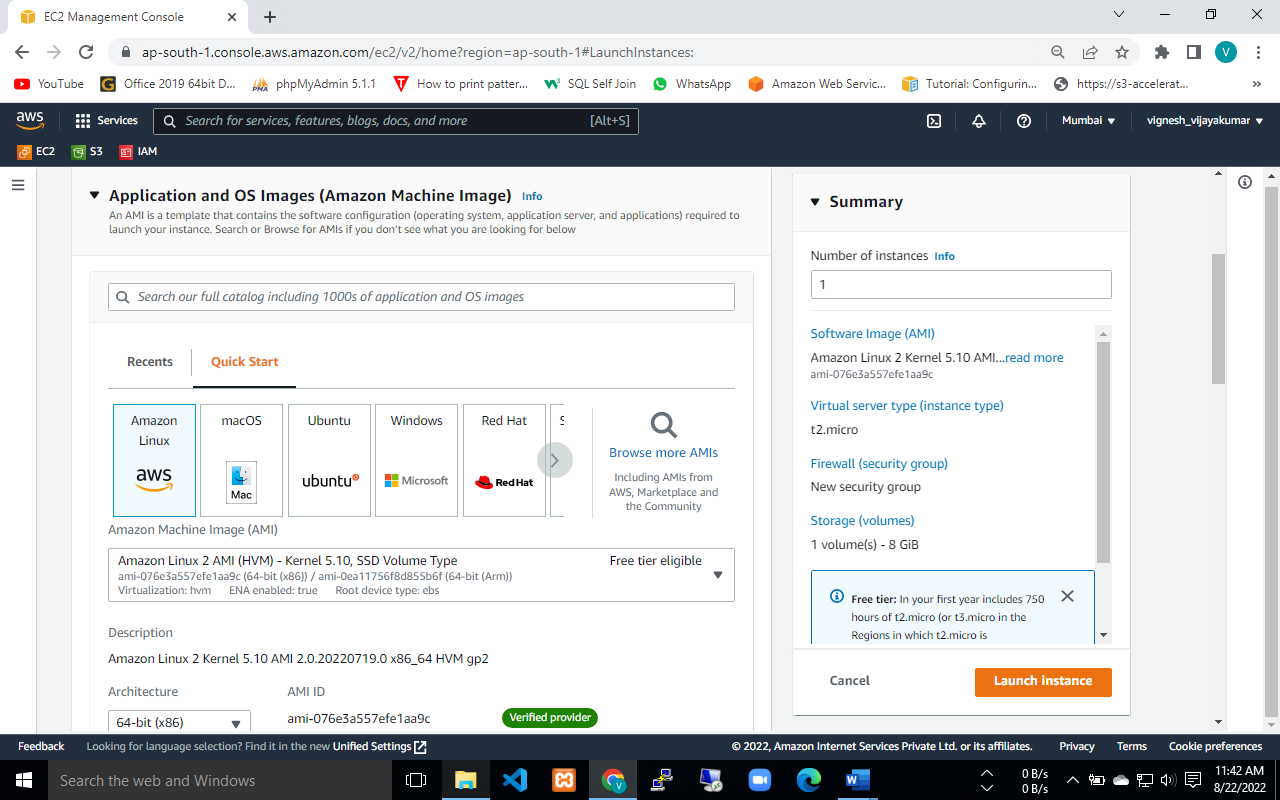 EC2 Management Console
ap-south-1.console.aws.amazon.com/ec2/v2/home?region=ap-south-1#LaunchInstances:
V
YouTube
Office 2019 64bit D...
phpMyAdmin 5.1.1
How to print patter...
SQL Self Join
WhatsApp
Amazon Web Servic...
Tutorial: Configurin...
https://s3-accelerat...
»
aws
Services
Search for services, features, blogs, docs, and more
[Alt+S]
Mumbai
vignesh_vijayakumar
EC2
S3
IAM
Application and OS Images (Amazon Machine Image) Info
An AMI is a template that contains the software configuration (operating system, application server, and applications) required to
launch your instance. Search or Browse for AMIs if you don't see what you are looking for below
Search our full catalog including 1000s of application and OS images
Recents
Quick Start
Amazon
Linux
aws
macOS
Mac
Ubuntu
ubuntu
Windows
Microsoft
Red Hat
Red Hat
Browse more AMIs
Including AMIs from
AWS, Marketplace and
the Community
Amazon Machine Image (AMI)
Amazon Linux 2 AMI (HVM) - Kernel 5.10, SSD Volume Type
Free tier eligible
ami-076e3a557efe1aa9c (64-bit (x86)) / ami-0ea11756f8d855b6f (64-bit (Arm))
Virtualization: hvm ENA enabled: true Root device type: ebs
Description
Amazon Linux 2 Kernel 5.10 AMI 2.0.20220719.0 x86_64 HVM gp2
Architecture
AMI ID
64-bit (x86)
ami-076e3a557efe1aa9c
Verified provider
Summary
Number of instances Info
1
Software Image (AMI)
Amazon Linux 2 Kernel 5.10 AMI...read more
ami-076e3a557efe1aa9c
Virtual server type (instance type)
t2.micro
Firewall (security group)
New security group
Storage (volumes)
1 volume(s) - 8 GiB
Free tier: In your first year includes 750
hours of t2.micro (or t3.micro in the
Regions in which t2.micro is
Cancel
Launch instance
Feedback
Looking for language selection? Find it in the new Unified Settings
© 2022, Amazon Internet Services Private Ltd. or its affiliates.
Privacy
Terms
Cookie preferences
Search the web and Windows
0 B/s
0 B/s
11:42 AM
8/22/2022